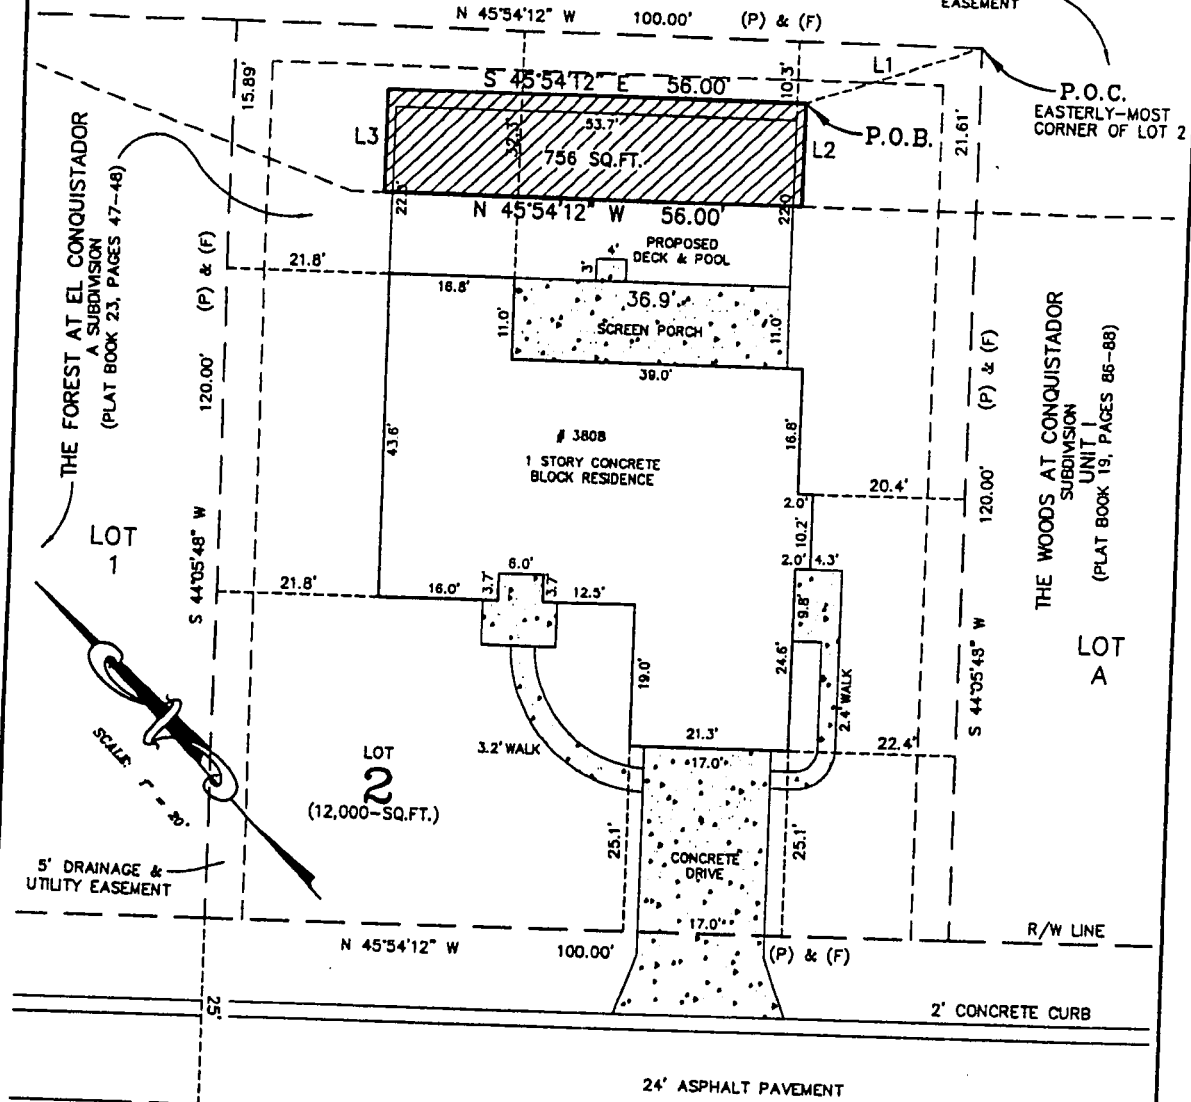 EASEMENT
N 45°54'12" W 100.00' (P) & (F)
15.89'
S 45°54'12" E 56.00'
10.3'
L1
P.O.C.
EASTERLY-MOST
CORNER OF LOT 2
L3
53.7'
756 SQ.FT.
L2
P.O.B.
21.61'
N 45°54'12" W 56.00'
22.0'
THE FOREST AT EL CONQUISTADOR
A SUBDIVISION
(PLAT BOOK 23, PAGES 47-48)
(P) & (F)
120.00'
S 44°05'48" W
PROPOSED
DECK & POOL
4'
3'
21.8'
16.8'
36.9'
11.0'
SCREEN PORCH
11.0'
39.0'
43.6'
# 3808
1 STORY CONCRETE
BLOCK RESIDENCE
16.8'
20.4'
2.0'
10.2'
2.0' 4.3'
9.8'
24.6'
(P) & (F)
120.00'
S 44°05'48" W
THE WOODS AT CONQUISTADOR
SUBDIVISION
UNIT I
(PLAT BOOK 19, PAGES 86-88)
LOT
1
LOT
A
21.8'
16.0'
3.7'
6.0'
3.7'
12.5'
19.0'
2.4' WALK
21.3'
22.4'
3.2' WALK
17.0'
SCALE: 1" = 20'
LOT
2
(12,000-SQ.FT.)
25.1'
CONCRETE
DRIVE
25.1'
5' DRAINAGE &
UTILITY EASEMENT
17.0'
R/W LINE
N 45°54'12" W 100.00' (P) & (F)
25'
2' CONCRETE CURB
24' ASPHALT PAVEMENT